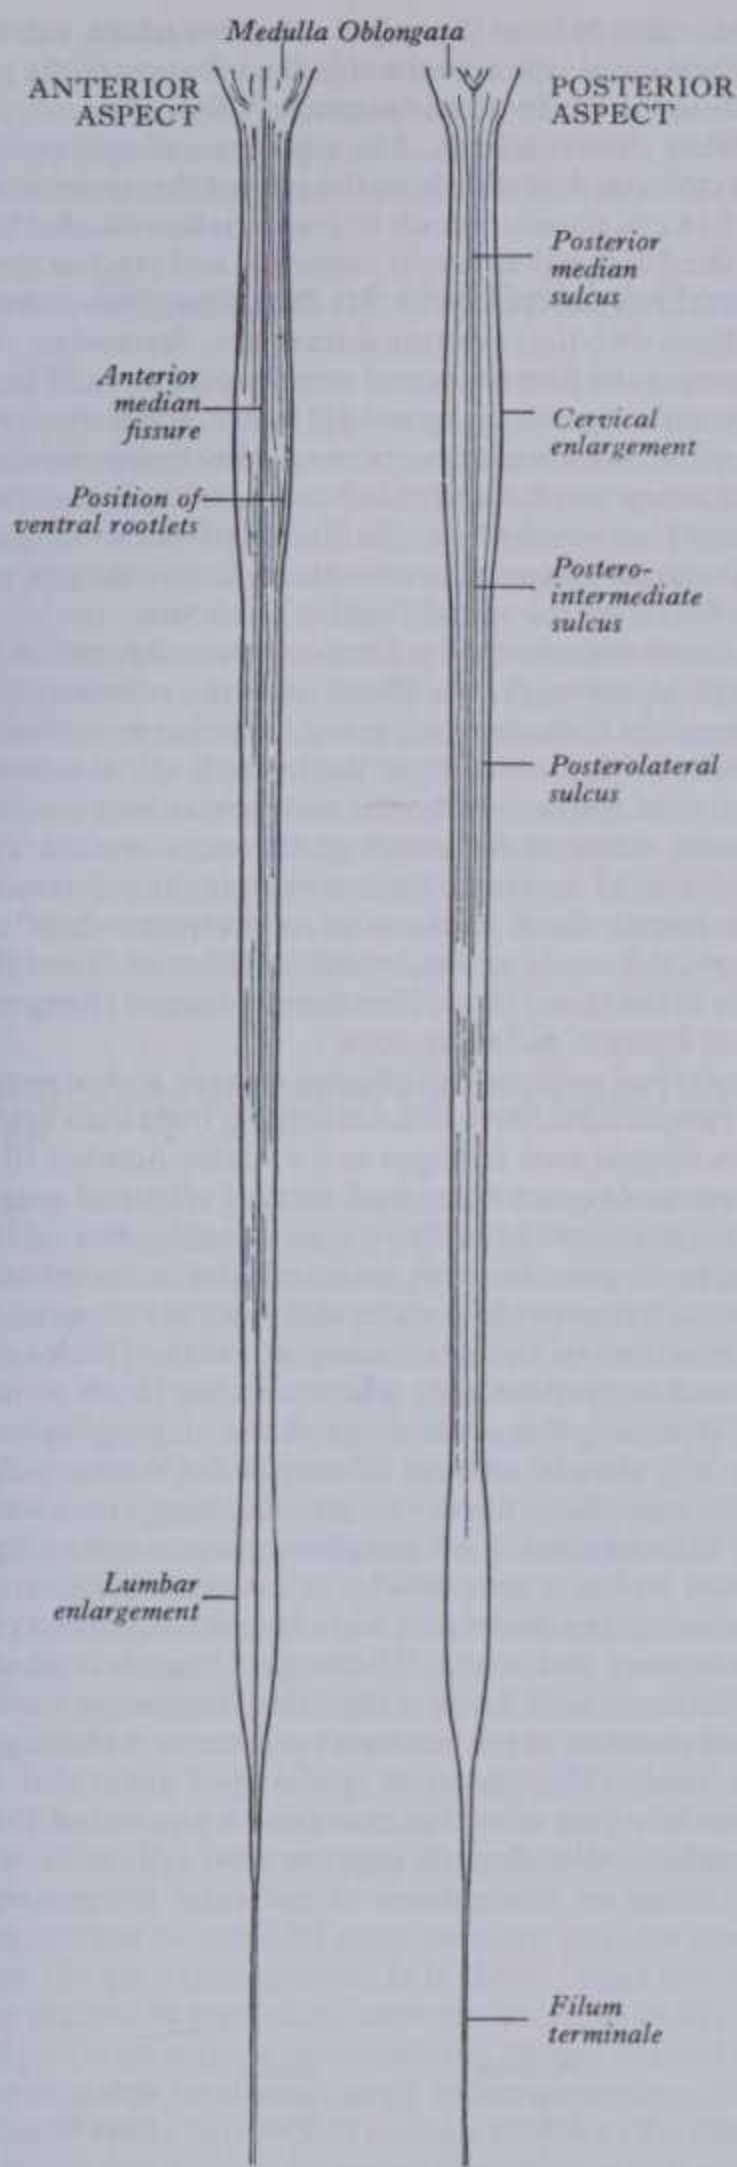 Medulla Oblongata
ANTERIOR
ASPECT
POSTERIOR
ASPECT
Posterior
median
sulcus
Anterior
median
fissure
Cervical
enlargement
Position of
ventral rootlets
Postero-
intermediate
sulcus
Posterolateral
sulcus
Lumbar
enlargement
Filum
terminale